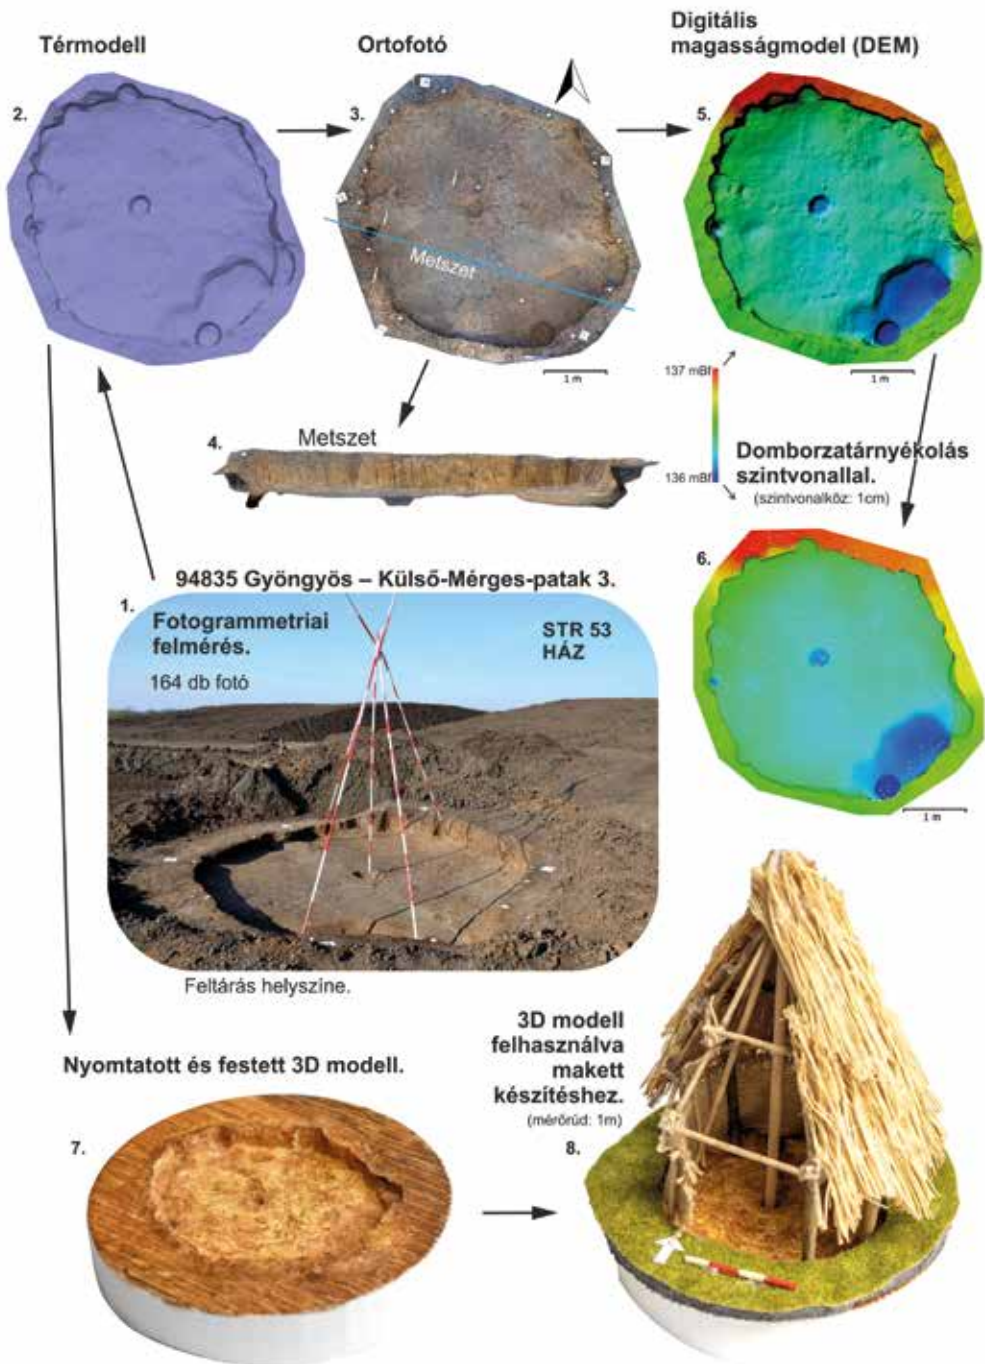 Térmodell
Ortofotó
Digitális
magasságmodel (DEM)
2.
3.
5.
Metszet
1 m
137 mBf
1 m
4.
Metszet
136 mBf
Domborzatárnyékolás
szintvonallal.
(szintvonalköz: 1cm)
6.
94835 Gyöngyös – Külső-Mérges-patak 3.
1.
Fotogrammetriai
felmérés.
164 db fotó
STR 53
HÁZ
1 m
Feltárás helyszíne.
Nyomtatott és festett 3D modell.
3D modell
felhasználva
makett
készítéshez.
(mérőrúd: 1m)
7.
8.